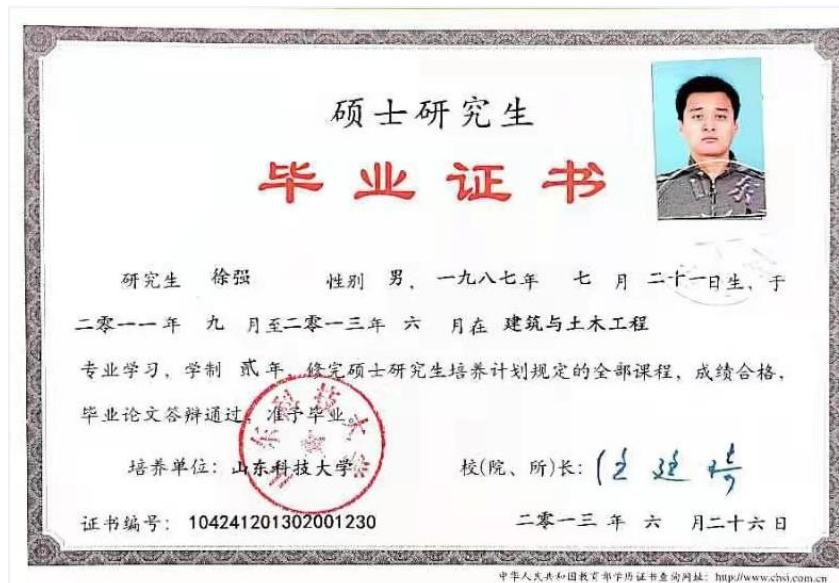 硕士研究生
毕业证书
研究生 徐强 性别 男，一九八七年 七 月 二十一日生、于
二零一一年 九 月至二零一三年 六 月在 建筑与土木工程
专业学习，学制 贰 年，修完硕士研究生培养计划规定的全部课程，成绩合格，
毕业论文答辩通过，准予毕业。
培养单位：山东科技大学
校(院、所)长：
证书编号：104241201302001230
二零一三 年 六 月二十六日
中华人民共和国教育部学历证书查询网址：http://www.chsi.com.cn